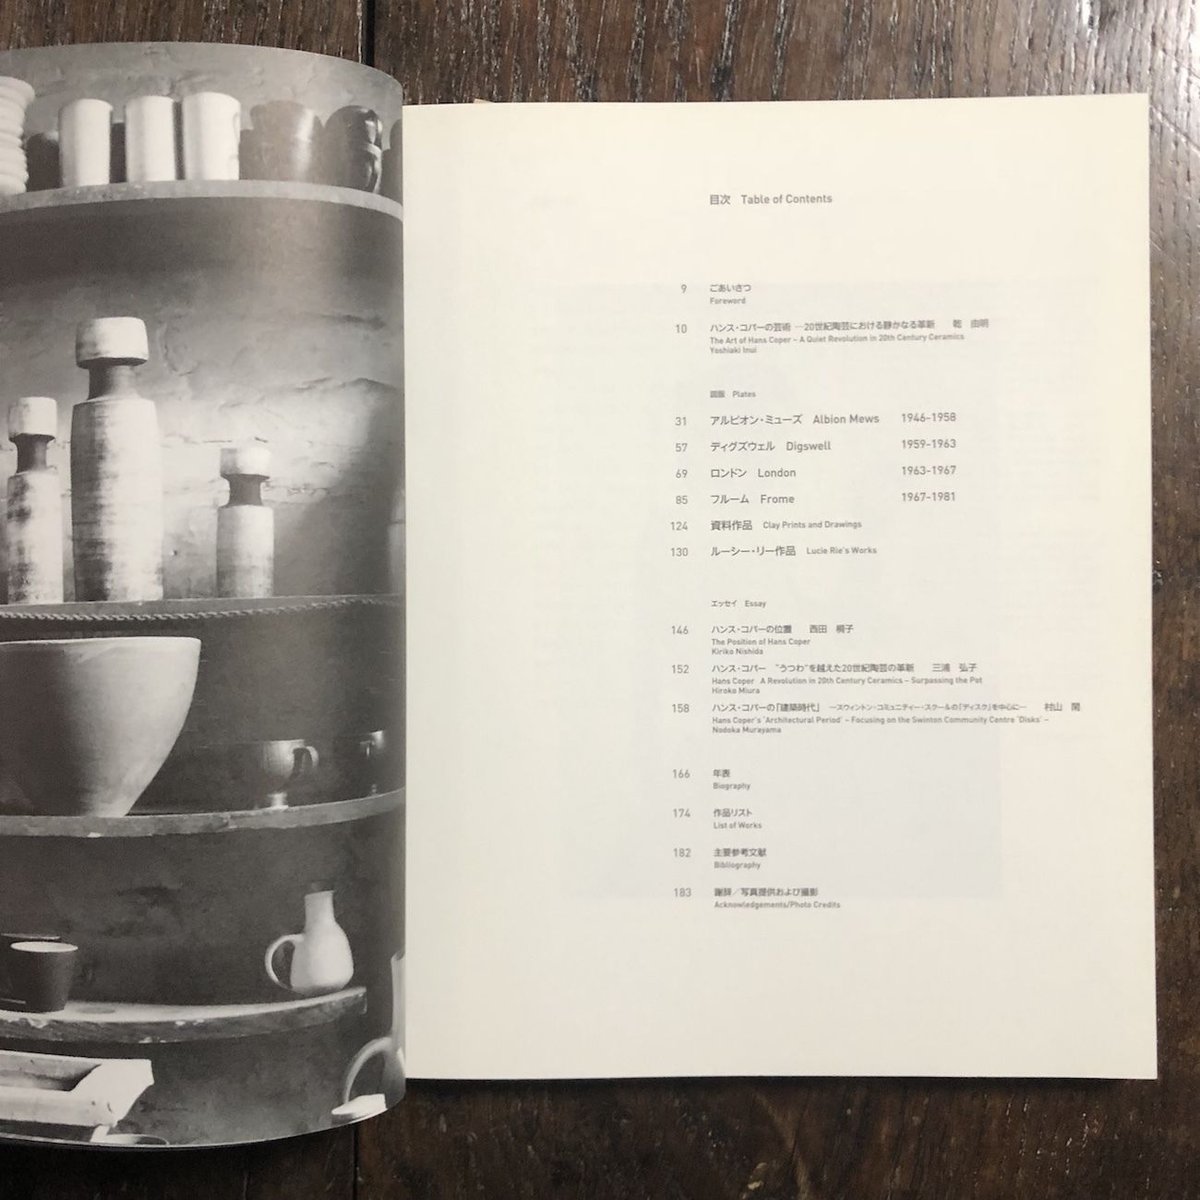 目次 Table of Contents
9 ごあいさつ
Foreword
10 ハンス・コパーの芸術 ―20世紀陶芸における静かなる革新 乾 由明
The Art of Hans Coper – A Quiet Revolution in 20th Century Ceramics
Yoshiaki Inui
図版 Plates
31 アルビオン・ミューズ Albion Mews 1946-1958
57 ディグズウェル Digswell 1959-1963
69 ロンドン London 1963-1967
85 フルーム Frome 1967-1981
124 資料作品 Clay Prints and Drawings
130 ルーシー・リー作品 Lucie Rie's Works
エッセイ Essay
146 ハンス・コパーの位置 西田 桐子
The Position of Hans Coper
Kiriko Nishida
152 ハンス・コパー "うつわ"を越えた20世紀陶芸の革新 三浦 弘子
Hans Coper A Revolution in 20th Century Ceramics – Surpassing the Pot
Hiroko Miura
158 ハンス・コパーの「建築時代」 ―スウィントン・コミュニティー・スクールの「ディスク」を中心に― 村山 閑
Hans Coper's 'Architectural Period' – Focusing on the Swinton Community Centre 'Disks' –
Nodoka Murayama
166 年表
Biography
174 作品リスト
List of Works
182 主要参考文献
Bibliography
183 謝辞／写真提供および撮影
Acknowledgements/Photo Credits